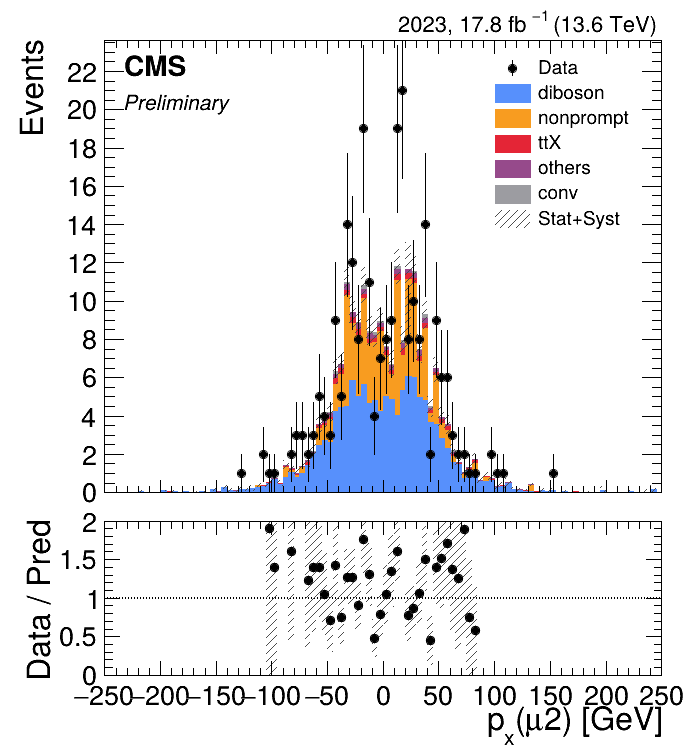 2023, 17.8 fb⁻¹ (13.6 TeV)
CMS
Preliminary
Events
22
20
18
16
14
12
10
8
6
4
2
0
Data
diboson
nonprompt
ttX
others
conv
Stat+Syst
Data / Pred
2
1.5
1
0.5
0
−250 −200 −150 −100 −50 0 50 100 150 200 250
pₓ(μ2) [GeV]